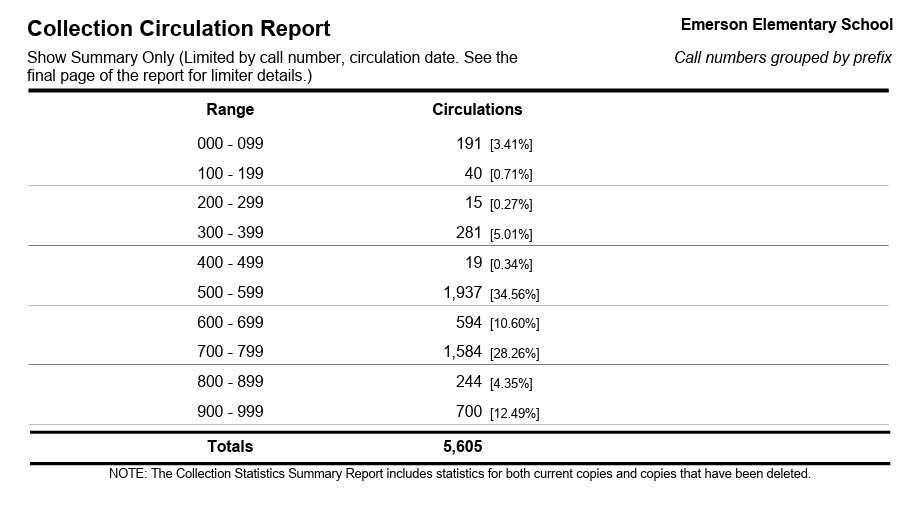 Collection Circulation Report
Emerson Elementary School
Show Summary Only (Limited by call number, circulation date. See the
final page of the report for limiter details.)
Call numbers grouped by prefix
Range Circulations
000 - 099 191 [3.41%]
100 - 199 40 [0.71%]
200 - 299 15 [0.27%]
300 - 399 281 [5.01%]
400 - 499 19 [0.34%]
500 - 599 1,937 [34.56%]
600 - 699 594 [10.60%]
700 - 799 1,584 [28.26%]
800 - 899 244 [4.35%]
900 - 999 700 [12.49%]
Totals 5,605
NOTE: The Collection Statistics Summary Report includes statistics for both current copies and copies that have been deleted.